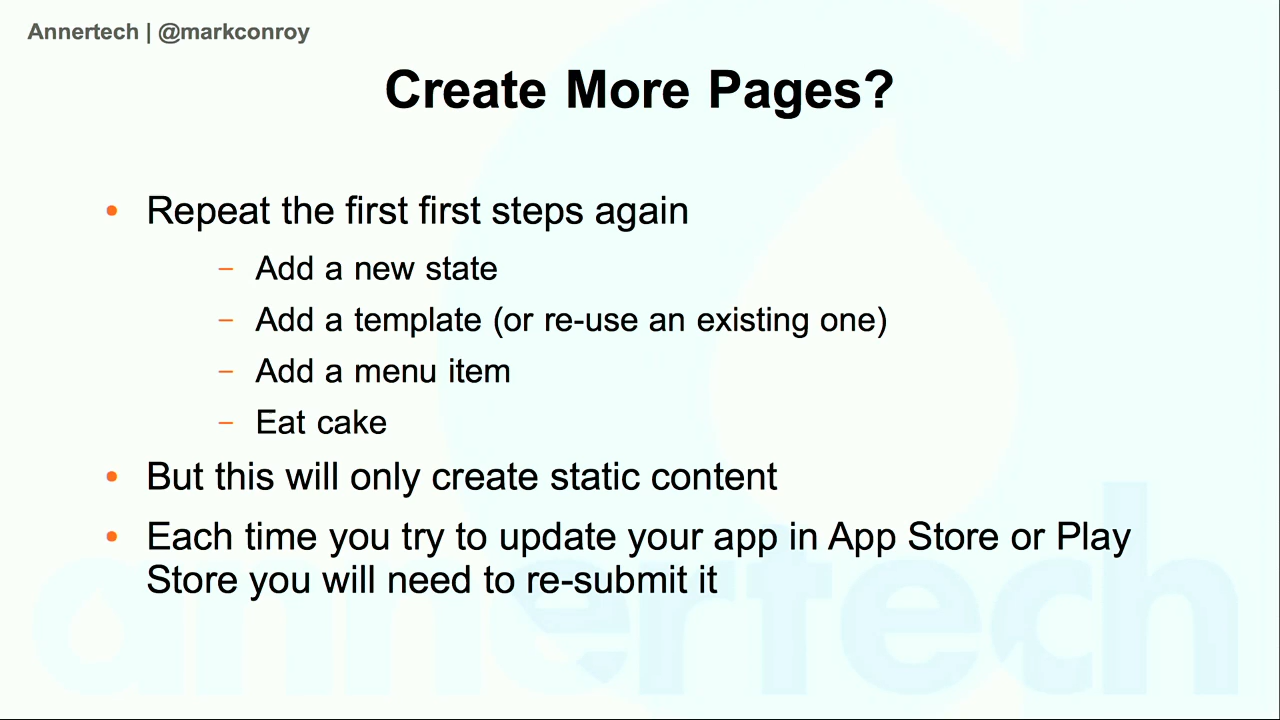 Annertech | @markconroy
Create More Pages?
• Repeat the first first steps again
– Add a new state
– Add a template (or re-use an existing one)
– Add a menu item
– Eat cake
• But this will only create static content
• Each time you try to update your app in App Store or Play
Store you will need to re-submit it
annertech